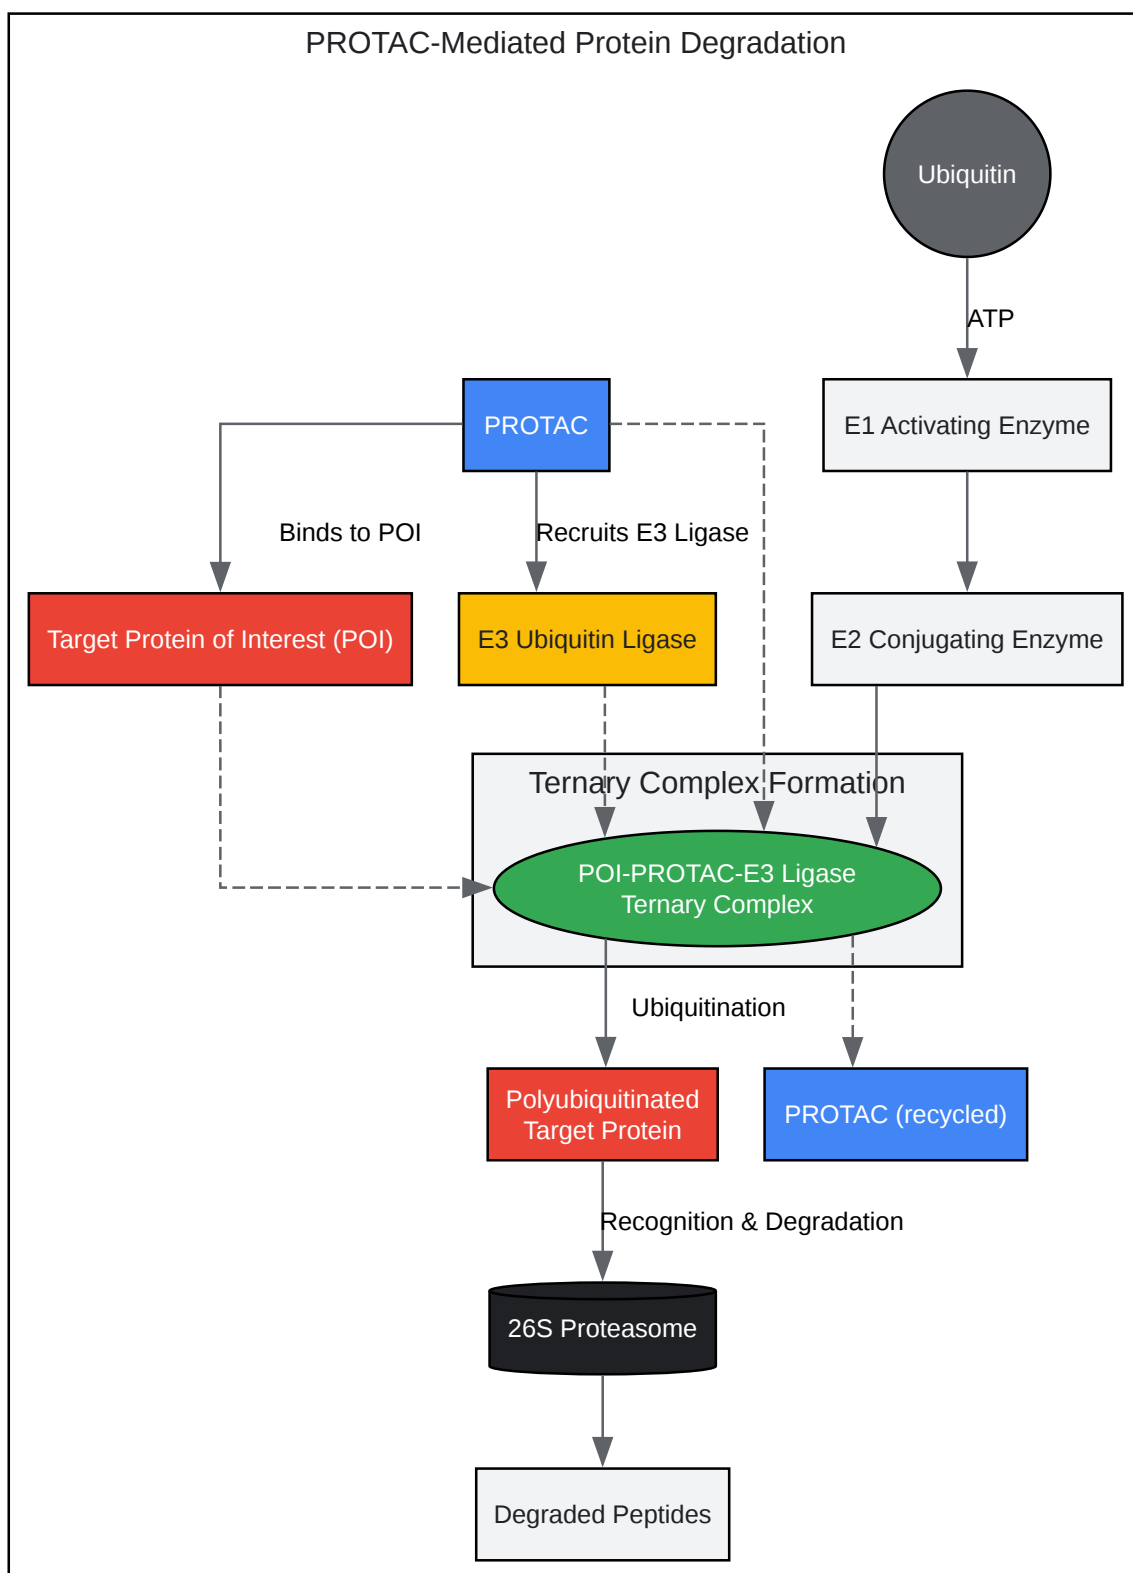 PROTAC-Mediated Protein Degradation
Ubiquitin
ATP
PROTAC
E1 Activating Enzyme
Binds to POI
Recruits E3 Ligase
Target Protein of Interest (POI)
E3 Ubiquitin Ligase
E2 Conjugating Enzyme
Ternary Complex Formation
POI-PROTAC-E3 Ligase
Ternary Complex
Ubiquitination
Polyubiquitinated
Target Protein
PROTAC (recycled)
Recognition & Degradation
26S Proteasome
Degraded Peptides